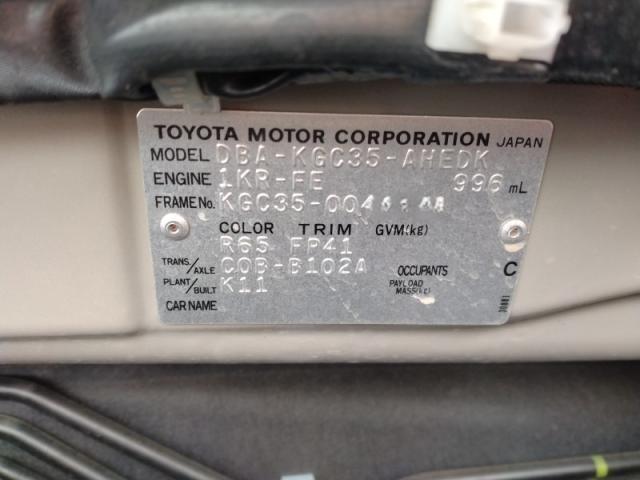 TOYOTA MOTOR CORPORATION JAPAN
MODEL DBA-KGC35-AHEDK
ENGINE 1KR-FE 996 mL
FRAME No.
COLOR TRIM GVM(kg)
R65 FP41
TRANS./AXLE C0B-B102A OCCUPANTS C
PLANT/BUILT K11 PAYLOAD MASS(kg)
CAR NAME